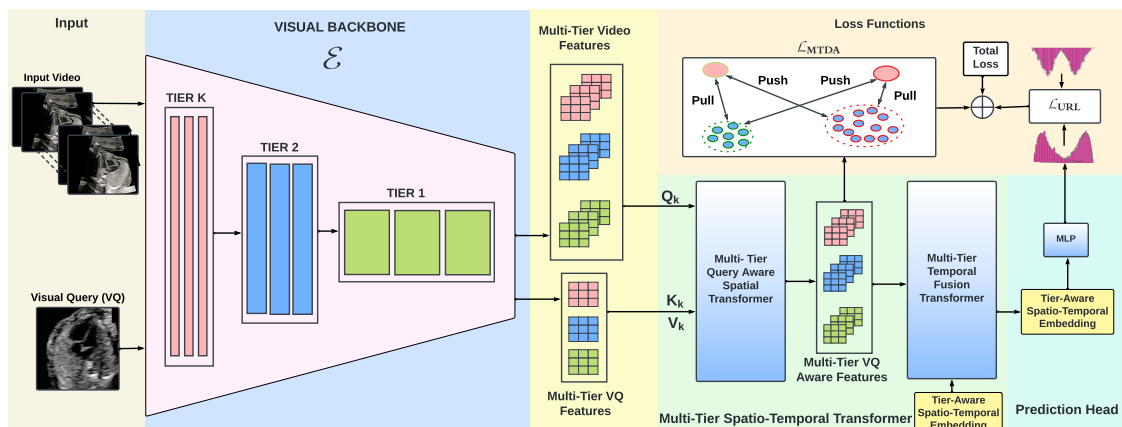 Input
Input Video
Visual Query (VQ)
VISUAL BACKBONE
ℰ
TIER K
TIER 2
TIER 1
Multi-Tier Video
Features
Multi-Tier VQ
Features
Loss Functions
ℒMTDA
Push
Push
Pull
Pull
Total
Loss
ℒURL
Qk
Kk
Vk
Multi- Tier
Query Aware
Spatial
Transformer
Multi-Tier VQ
Aware Features
Multi-Tier
Temporal
Fusion
Transformer
MLP
Tier-Aware
Spatio-Temporal
Embedding
Tier-Aware
Spatio-Temporal
Embedding
Multi-Tier Spatio-Temporal Transformer
Prediction Head